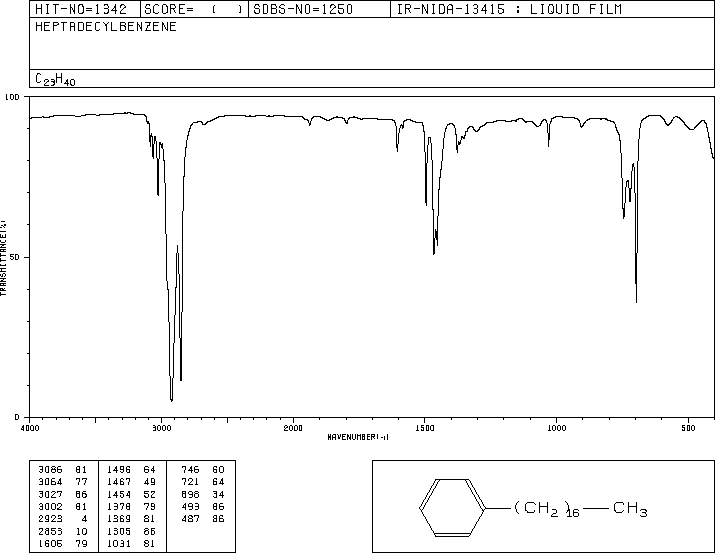 HIT-NO=1342 SCORE= ( ) SDBS-NO=1250 IR-NIDA-13415 : LIQUID FILM
HEPTADECYLBENZENE
C23H40
100
50
0
TRANSMITTANCE(%)
4000 3000 2000 1500 1000 500
WAVENUMBER(-1)
3086 81 1496 64 746 60
3064 77 1467 49 721 64
3027 66 1454 52 698 34
3002 81 1378 79 493 86
2923 4 1369 81 487 86
2853 10 1305 86
1605 79 1031 81
(CH2)16 CH3